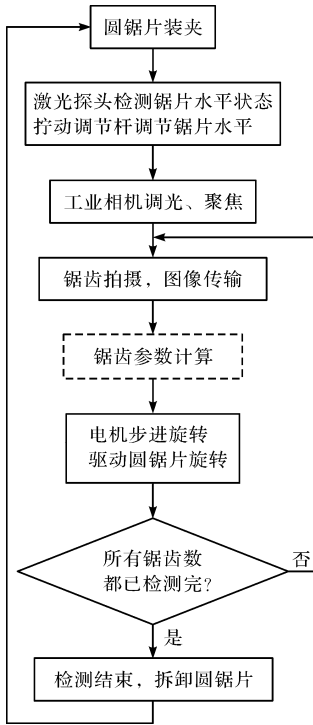 圆锯片装夹
激光探头检测锯片水平状态
拧动调节杆调节锯片水平
工业相机调光、聚焦
锯齿拍摄，图像传输
锯齿参数计算
电机步进旋转
驱动圆锯片旋转
所有锯齿数
都已检测完?
否
是
检测结束，拆卸圆锯片